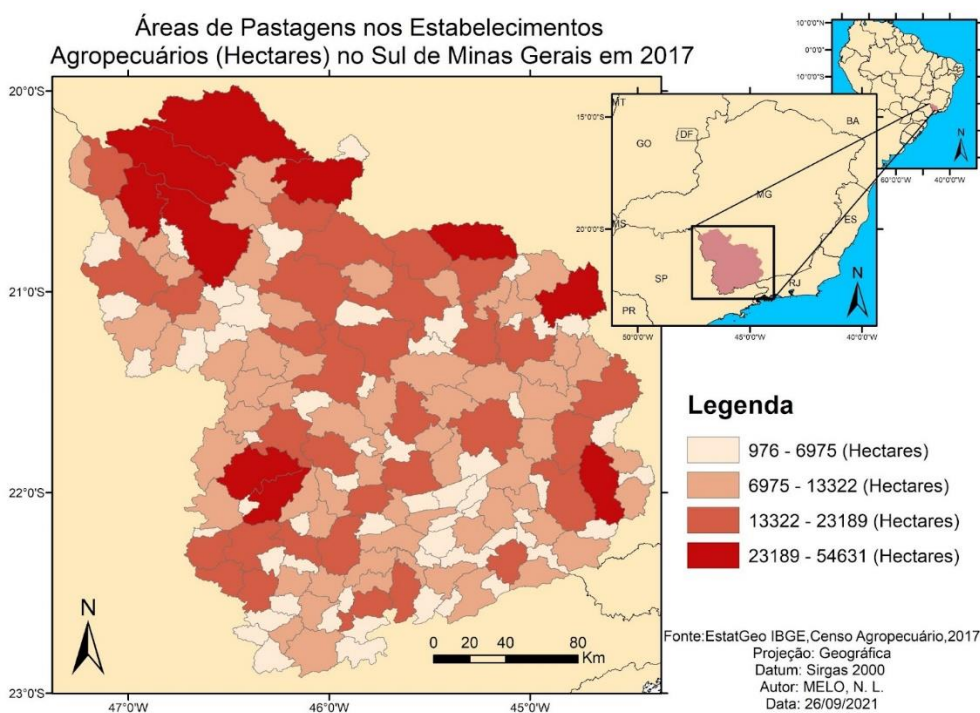 Áreas de Pastagens nos Estabelecimentos
Agropecuários (Hectares) no Sul de Minas Gerais em 2017
20°0'S
21°0'S
22°0'S
23°0'S
47°0'W
46°0'W
45°0'W
N
0 20 40 80
Km
10°0'0"N
0°0'0"
10°0'0"S
60°0'0"W
40°0'0"W
N
MT
15°0'0"S
BA
GO
DF
MG
MS
20°0'0"S
ES
SP
RJ
PR
50°0'0"W
45°0'0"W
40°0'0"W
N
Legenda
976 - 6975 (Hectares)
6975 - 13322 (Hectares)
13322 - 23189 (Hectares)
23189 - 54631 (Hectares)
Fonte:EstatGeo IBGE,Censo Agropecuário,2017
Projeção: Geográfica
Datum: Sirgas 2000
Autor: MELO, N. L.
Data: 26/09/2021